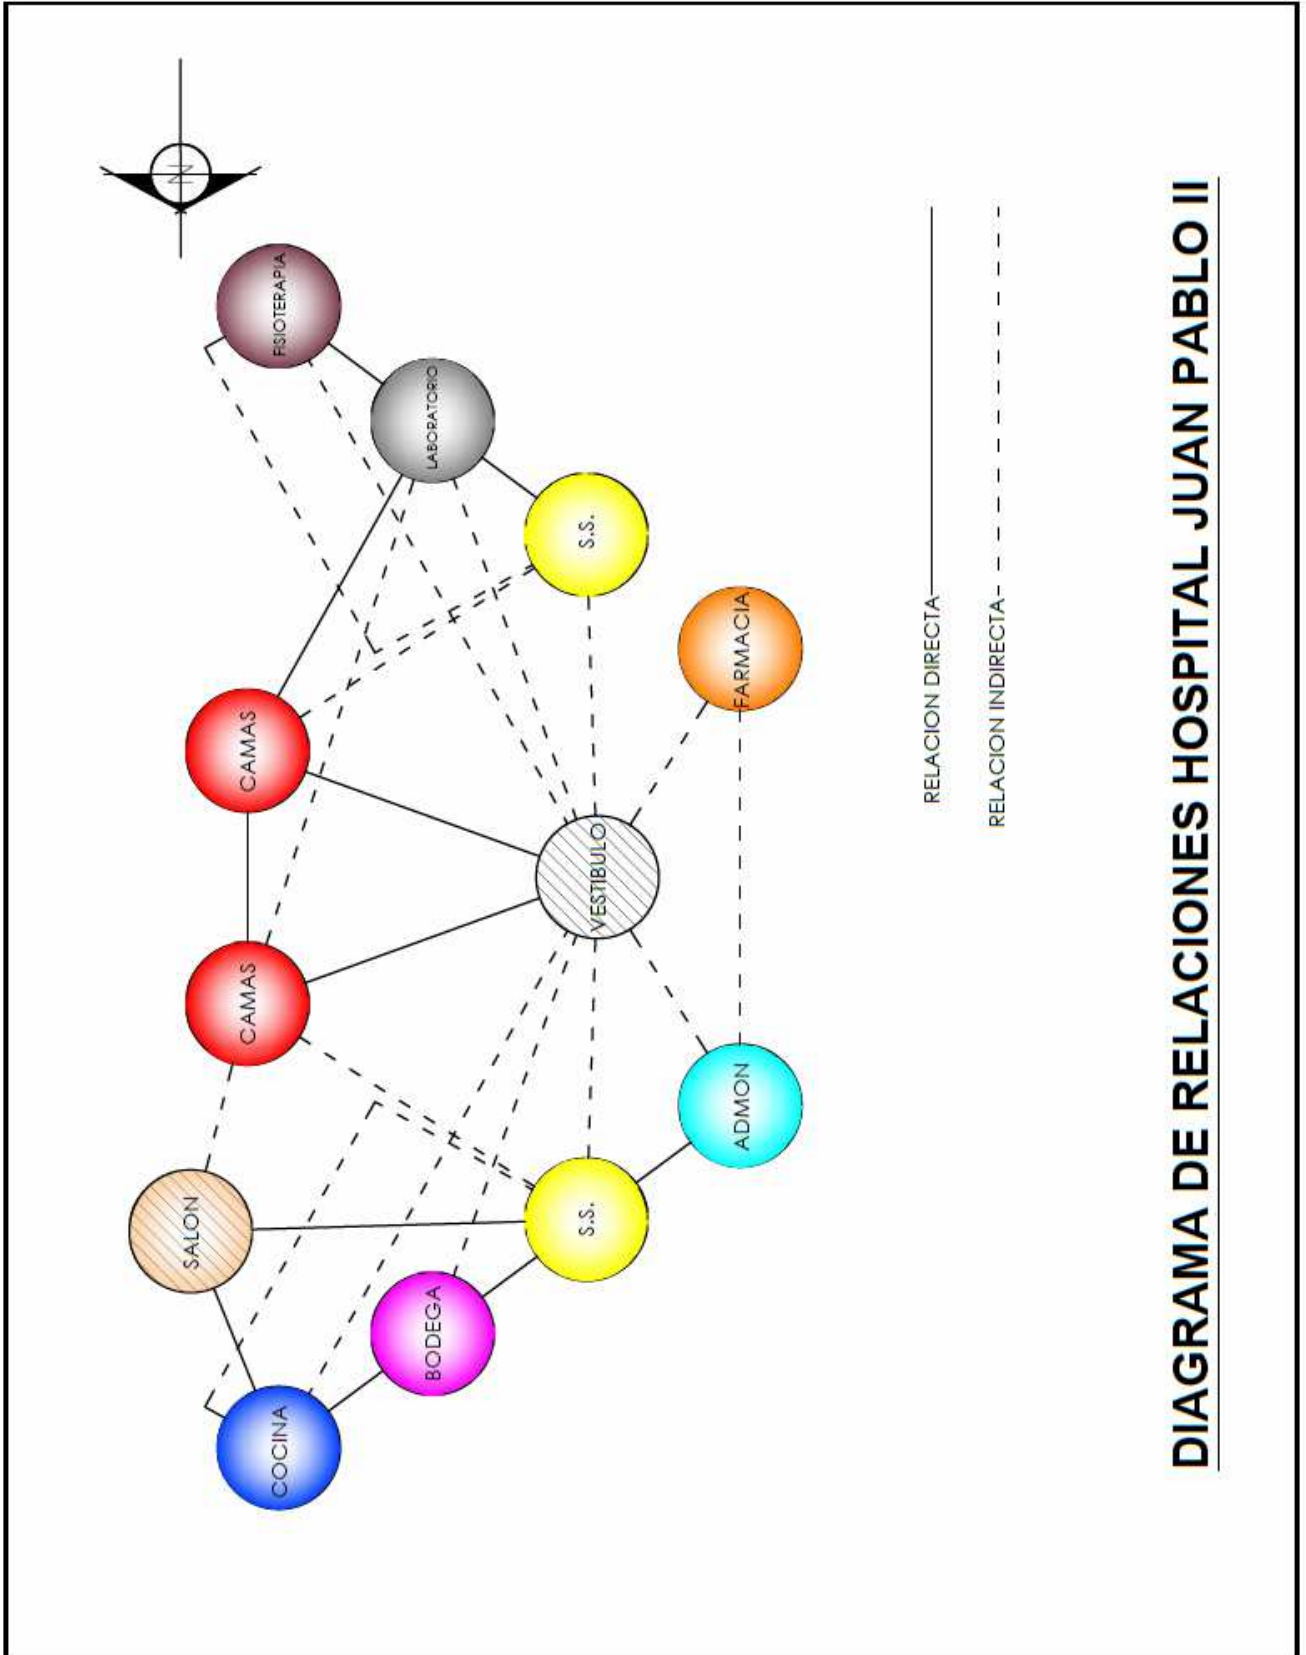 COCINA
SALON
CAMAS
CAMAS
FISIOTERAPIA
N
BODEGA
LABORATORIO
S.S.
VESTIBULO
S.S.
ADMON
FARMACIA
RELACION DIRECTA
RELACION INDIRECTA
DIAGRAMA DE RELACIONES HOSPITAL JUAN PABLO II